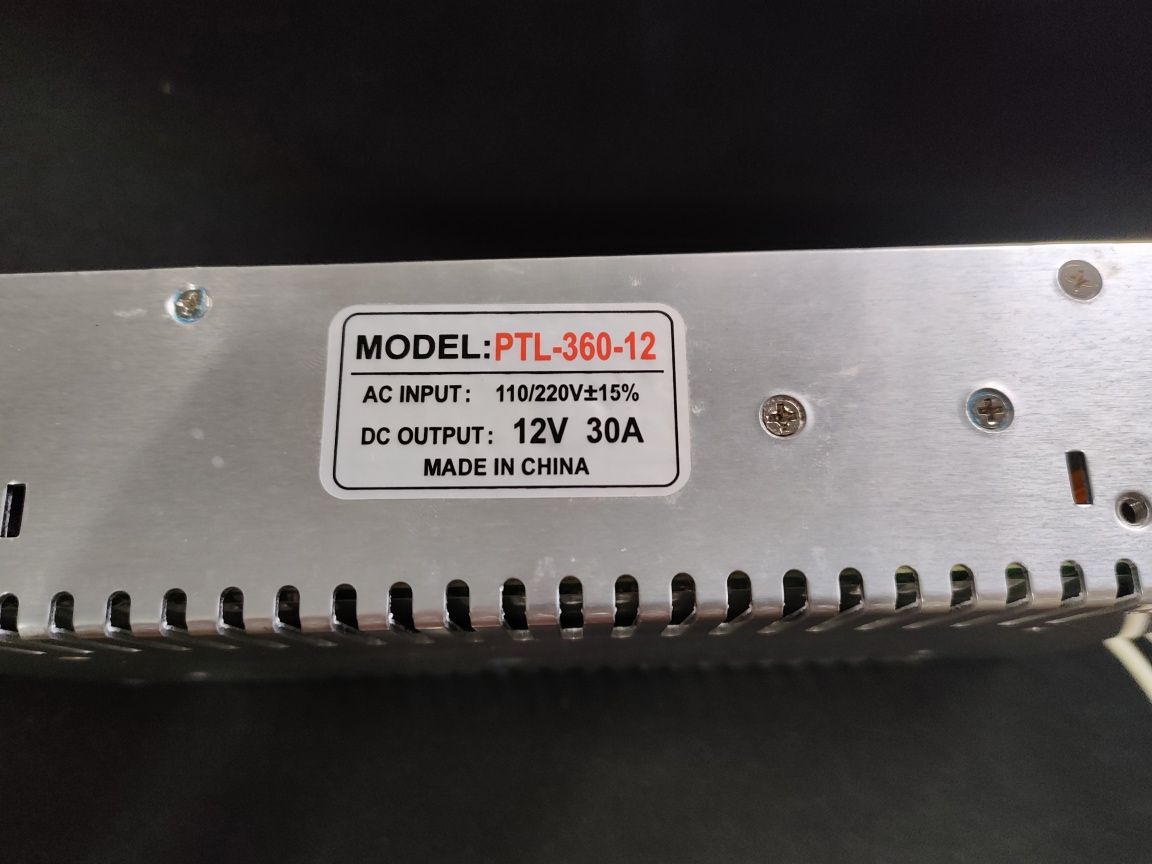 MODEL:PTL-360-12
AC INPUT: 110/220V±15%
DC OUTPUT: 12V 30A
MADE IN CHINA